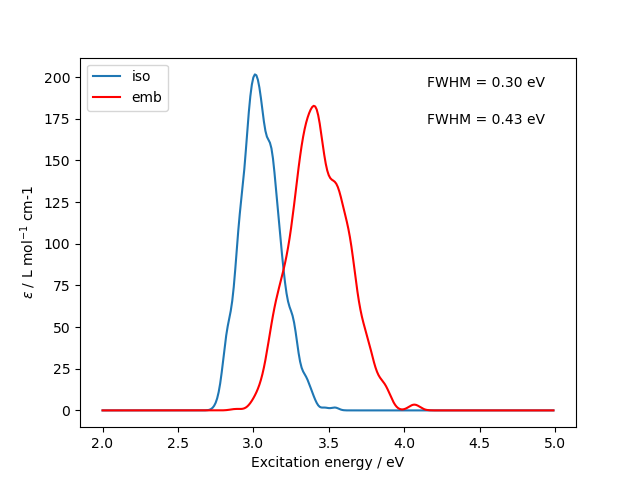 iso
emb
FWHM = 0.30 eV
FWHM = 0.43 eV
200
175
150
125
100
75
50
25
0
ε / L mol⁻¹ cm-1
2.0 2.5 3.0 3.5 4.0 4.5 5.0
Excitation energy / eV